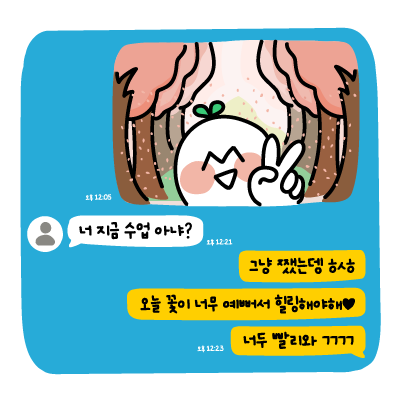 오후 12:05
너 지금 수업 아냐?
오후 12:21
그냥 쨌는뎅 ㅎㅅㅎ
오늘 꽃이 너무 예뻐서 힐링해야해♥
너두 빨리와 ㄱㄱㄱㄱ
오후 12:23